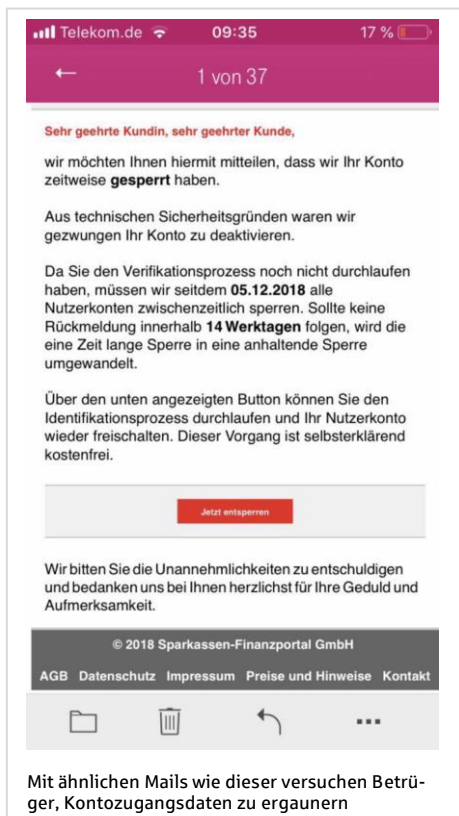 Telekom.de 09:35 17 %
1 von 37
Sehr geehrte Kundin, sehr geehrter Kunde,
wir möchten Ihnen hiermit mitteilen, dass wir Ihr Konto
zeitweise gesperrt haben.
Aus technischen Sicherheitsgründen waren wir
gezwungen Ihr Konto zu deaktivieren.
Da Sie den Verifikationsprozess noch nicht durchlaufen
haben, müssen wir seitdem 05.12.2018 alle
Nutzerkonten zwischenzeitlich sperren. Sollte keine
Rückmeldung innerhalb 14 Werktagen folgen, wird die
eine Zeit lange Sperre in eine anhaltende Sperre
umgewandelt.
Über den unten angezeigten Button können Sie den
Identifikationsprozess durchlaufen und Ihr Nutzerkonto
wieder freischalten. Dieser Vorgang ist selbsterklärend
kostenfrei.
Jetzt entsperren
Wir bitten Sie die Unannehmlichkeiten zu entschuldigen
und bedanken uns bei Ihnen herzlichst für Ihre Geduld und
Aufmerksamkeit.
© 2018 Sparkassen-Finanzportal GmbH
AGB Datenschutz Impressum Preise und Hinweise Kontakt
Mit ähnlichen Mails wie dieser versuchen Betrü-
ger, Kontozugangsdaten zu ergaunern